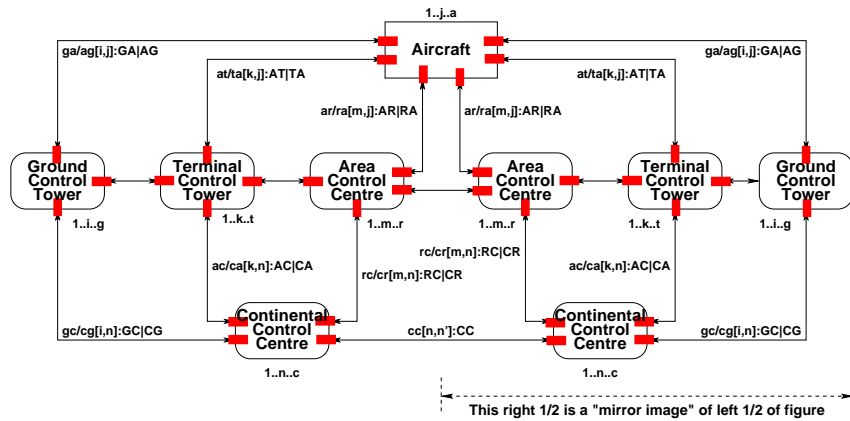 1..j..a
ga/ag[i,j]:GA|AG
Aircraft
ga/ag[i,j]:GA|AG
at/ta[k,j]:AT|TA
at/ta[k,j]:AT|TA
ar/ra[m,j]:AR|RA
ar/ra[m,j]:AR|RA
Ground
Control
Tower
Terminal
Control
Tower
Area
Control
Centre
Area
Control
Centre
Terminal
Control
Tower
Ground
Control
Tower
1..i..g
1..k..t
1..m..r
1..m..r
1..k..t
1..i..g
rc/cr[m,n]:RC|CR
ac/ca[k,n]:AC|CA
rc/cr[m,n]:RC|CR
ac/ca[k,n]:AC|CA
Continental
Control
Centre
Continental
Control
Centre
gc/cg[i,n]:GC|CG
cc[n,n']:CC
gc/cg[i,n]:GC|CG
1..n..c
1..n..c
This right 1/2 is a "mirror image" of left 1/2 of figure